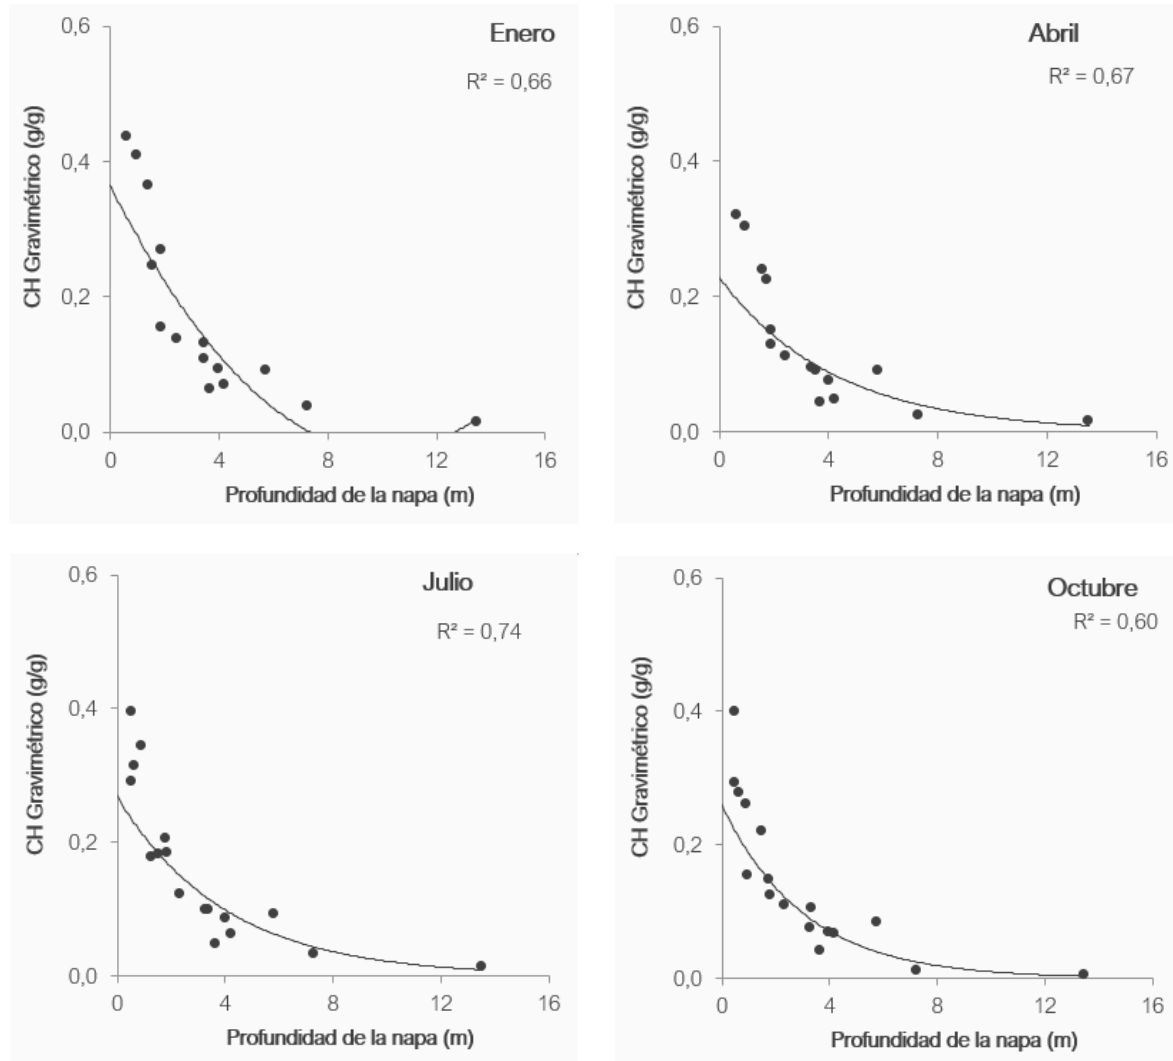 Enero
R² = 0,66
CH Gravimétrico (g/g)
0,6
0,4
0,2
0,0
0 4 8 12 16
Profundidad de la napa (m)
Abril
R² = 0,67
CH Gravimétrico (g/g)
0,6
0,4
0,2
0,0
0 4 8 12 16
Profundidad de la napa (m)
Julio
R² = 0,74
CH Gravimétrico (g/g)
0,6
0,4
0,2
0,0
0 4 8 12 16
Profundidad de la napa (m)
Octubre
R² = 0,60
CH Gravimétrico (g/g)
0,6
0,4
0,2
0,0
0 4 8 12 16
Profundidad de la napa (m)